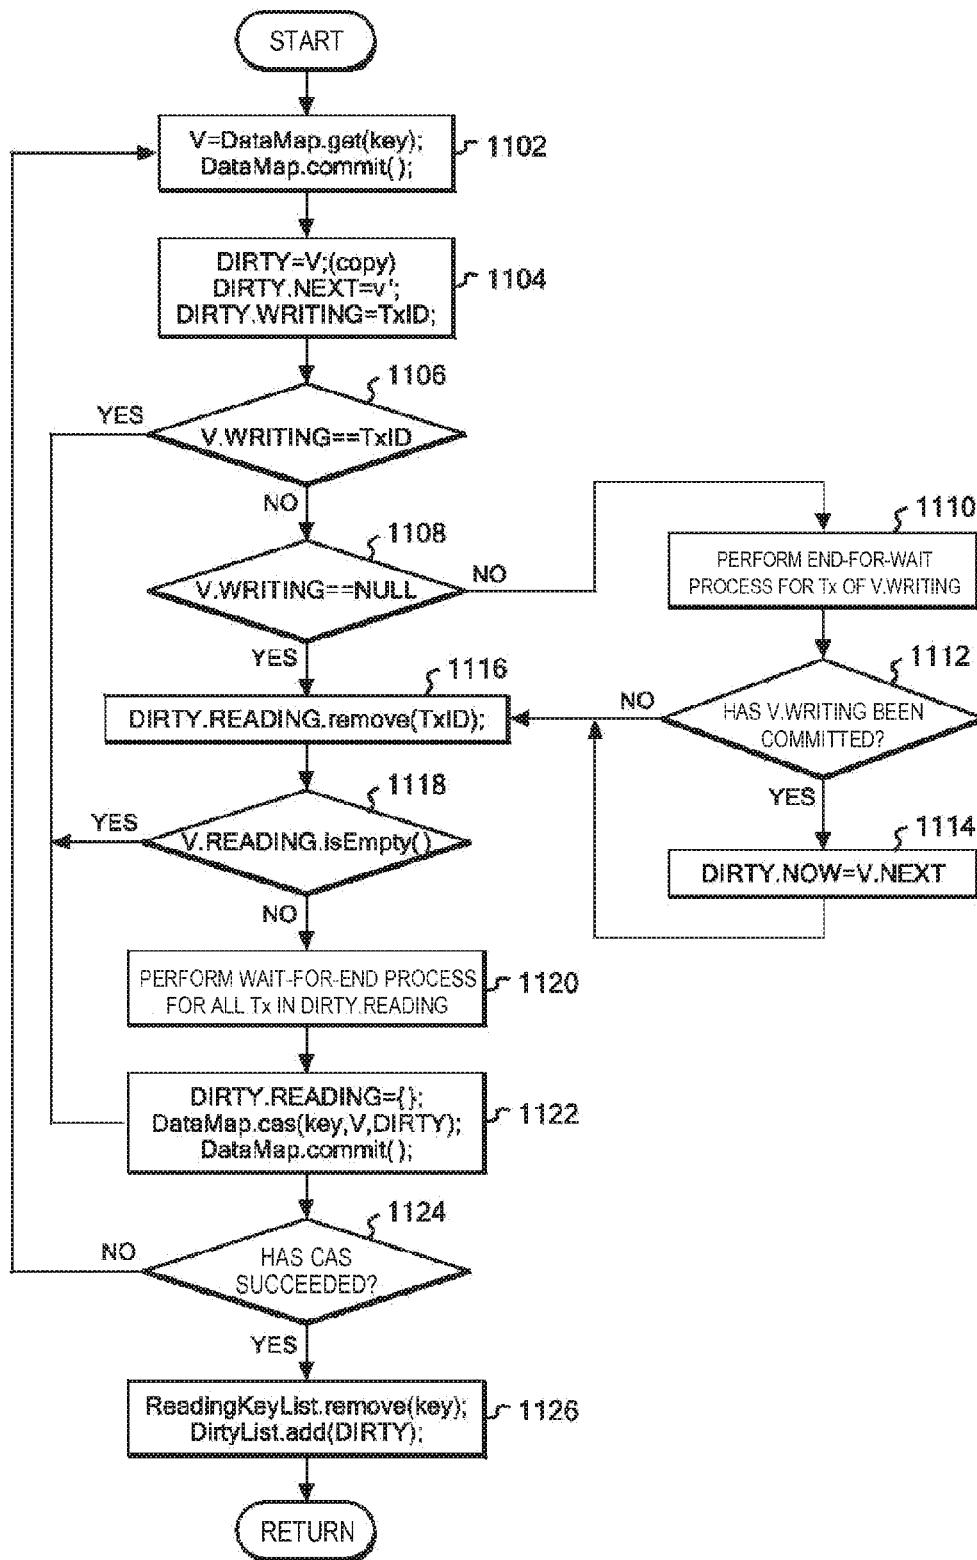 START
V=DataMap.get(key);
DataMap.commit();
1102
DIRTY=V;(copy)
DIRTY.NEXT=v';
DIRTY.WRITING=TxID;
1104
1106
YES
V.WRITING==TxID
NO
1108
V.WRITING==NULL
NO
YES
1110
PERFORM END-FOR-WAIT
PROCESS FOR Tx OF V.WRITING
1112
NO
HAS V.WRITING BEEN
COMMITTED?
YES
1114
DIRTY.NOW=V.NEXT
1116
DIRTY.READING.remove(TxID);
1118
YES
V.READING.isEmpty()
NO
PERFORM WAIT-FOR-END PROCESS
FOR ALL Tx IN DIRTY.READING
1120
DIRTY.READING={};
DataMap.cas(key,V,DIRTY);
DataMap.commit();
1122
1124
NO
HAS CAS
SUCCEEDED?
YES
ReadingKeyList.remove(key);
DirtyList.add(DIRTY);
1126
RETURN